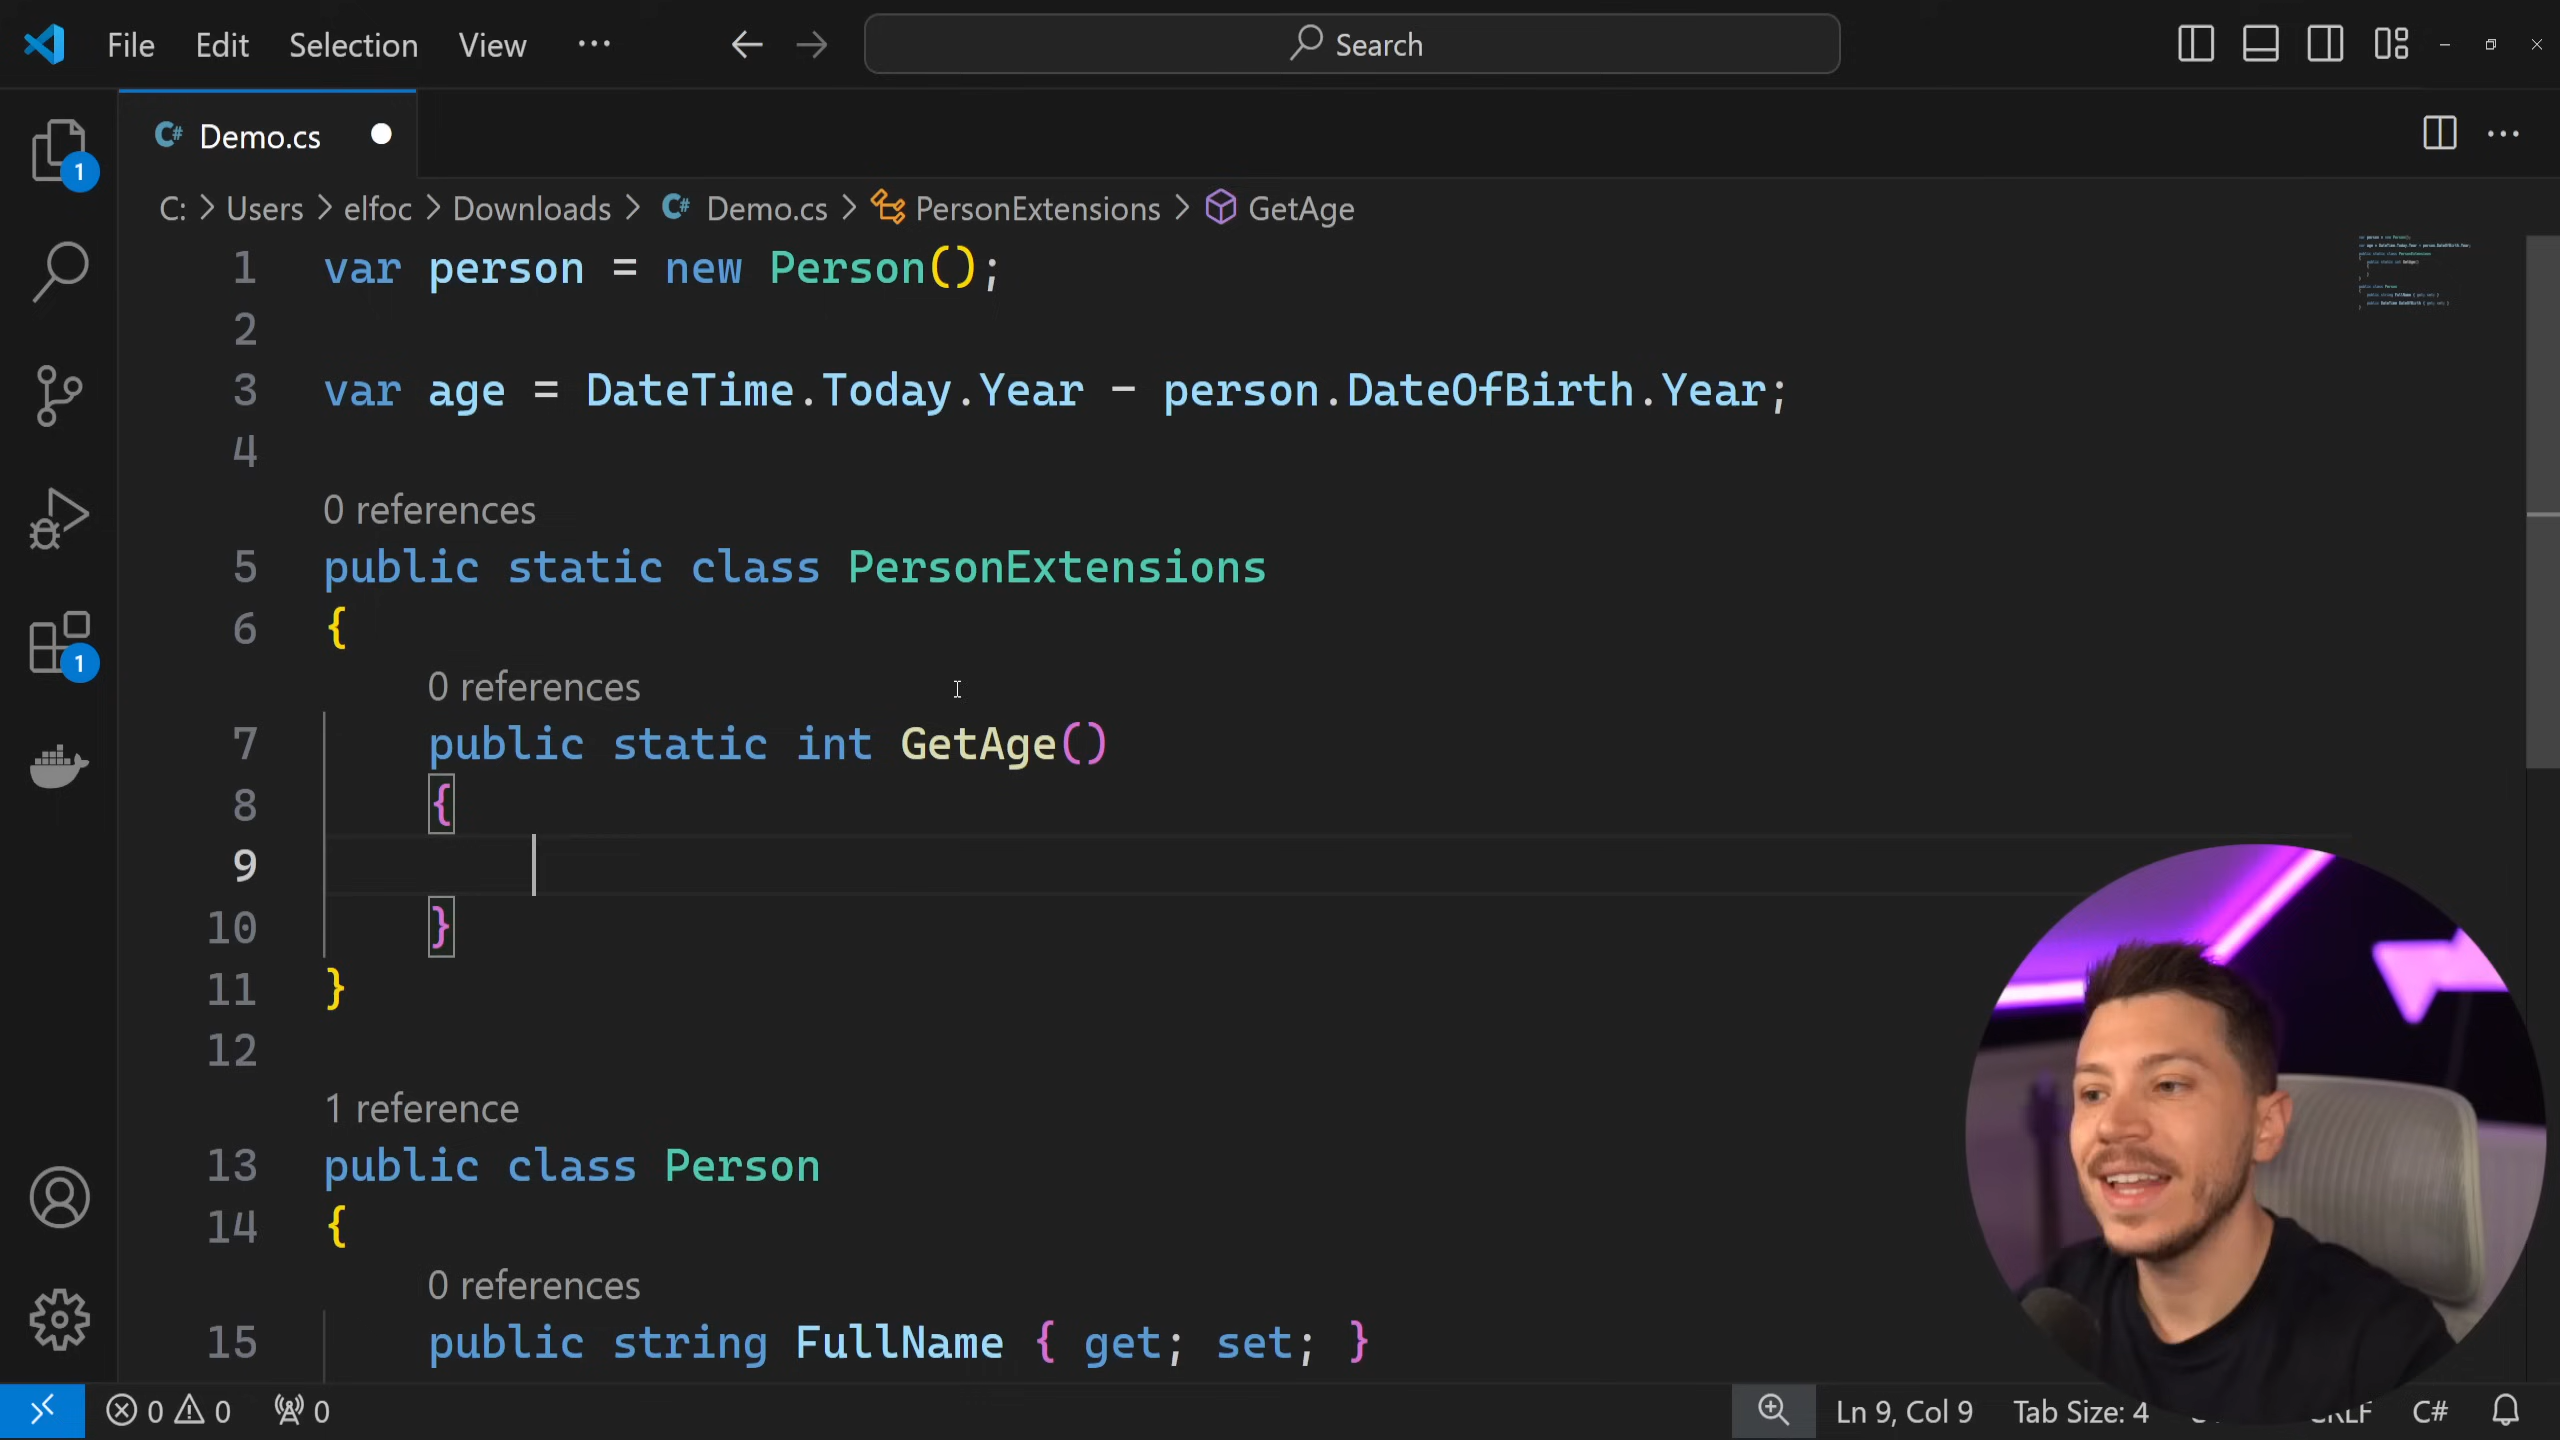 File Edit Selection View ... Search
Demo.cs
C: > Users > elfoc > Downloads > Demo.cs > PersonExtensions > GetAge
1 var person = new Person();
2
3 var age = DateTime.Today.Year - person.DateOfBirth.Year;
4
0 references
5 public static class PersonExtensions
6 {
0 references
7 public static int GetAge()
8 {
9
10 }
11 }
12
1 reference
13 public class Person
14 {
0 references
15 public string FullName { get; set; }
1
1
0 0 0 Ln 9, Col 9 Tab Size: 4 CRLF C#